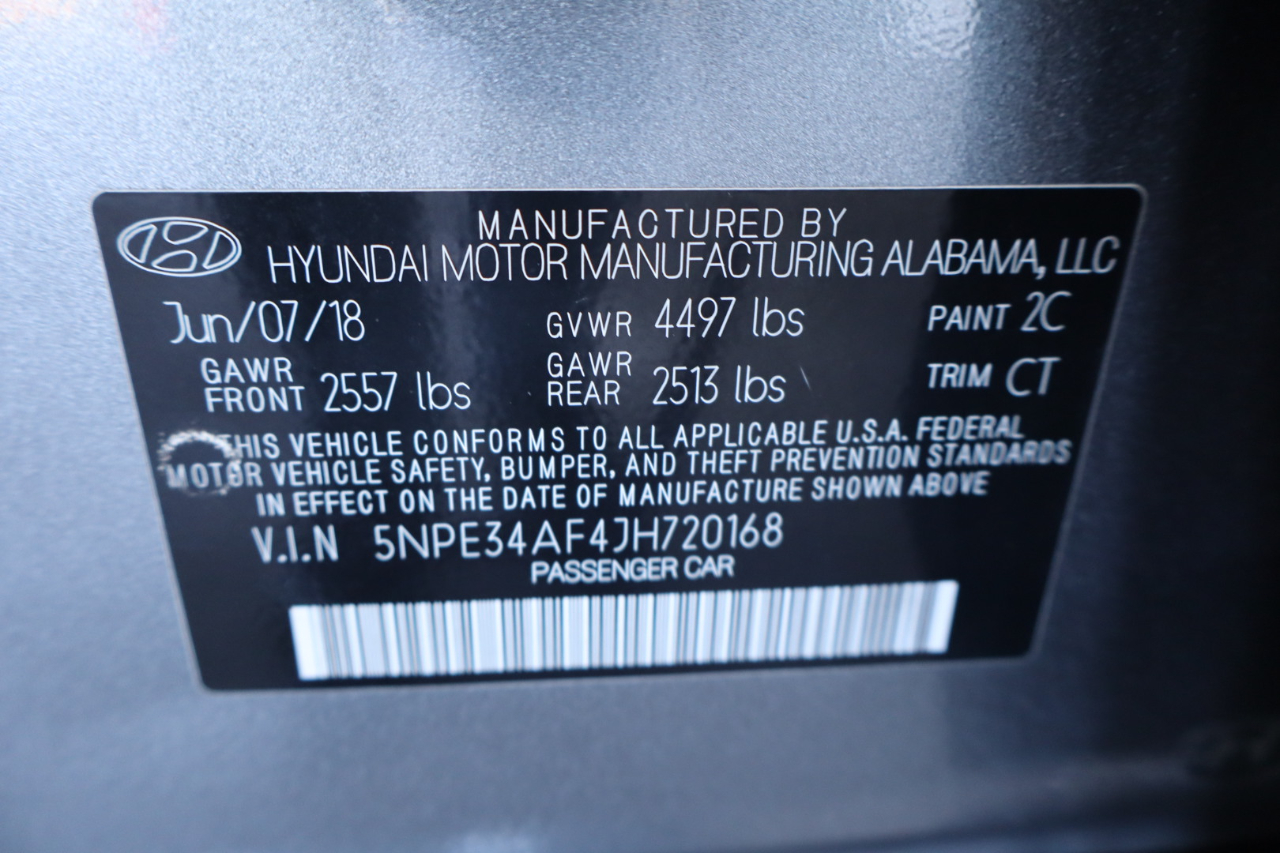 MANUFACTURED BY
HYUNDAI MOTOR MANUFACTURING ALABAMA, LLC
Jun/07/18 GVWR 4497 lbs PAINT 2C
GAWR FRONT 2557 lbs GAWR REAR 2513 lbs TRIM CT
THIS VEHICLE CONFORMS TO ALL APPLICABLE U.S.A. FEDERAL
MOTOR VEHICLE SAFETY, BUMPER, AND THEFT PREVENTION STANDARDS
IN EFFECT ON THE DATE OF MANUFACTURE SHOWN ABOVE
V.I.N 5NPE34AF4JH720168
PASSENGER CAR